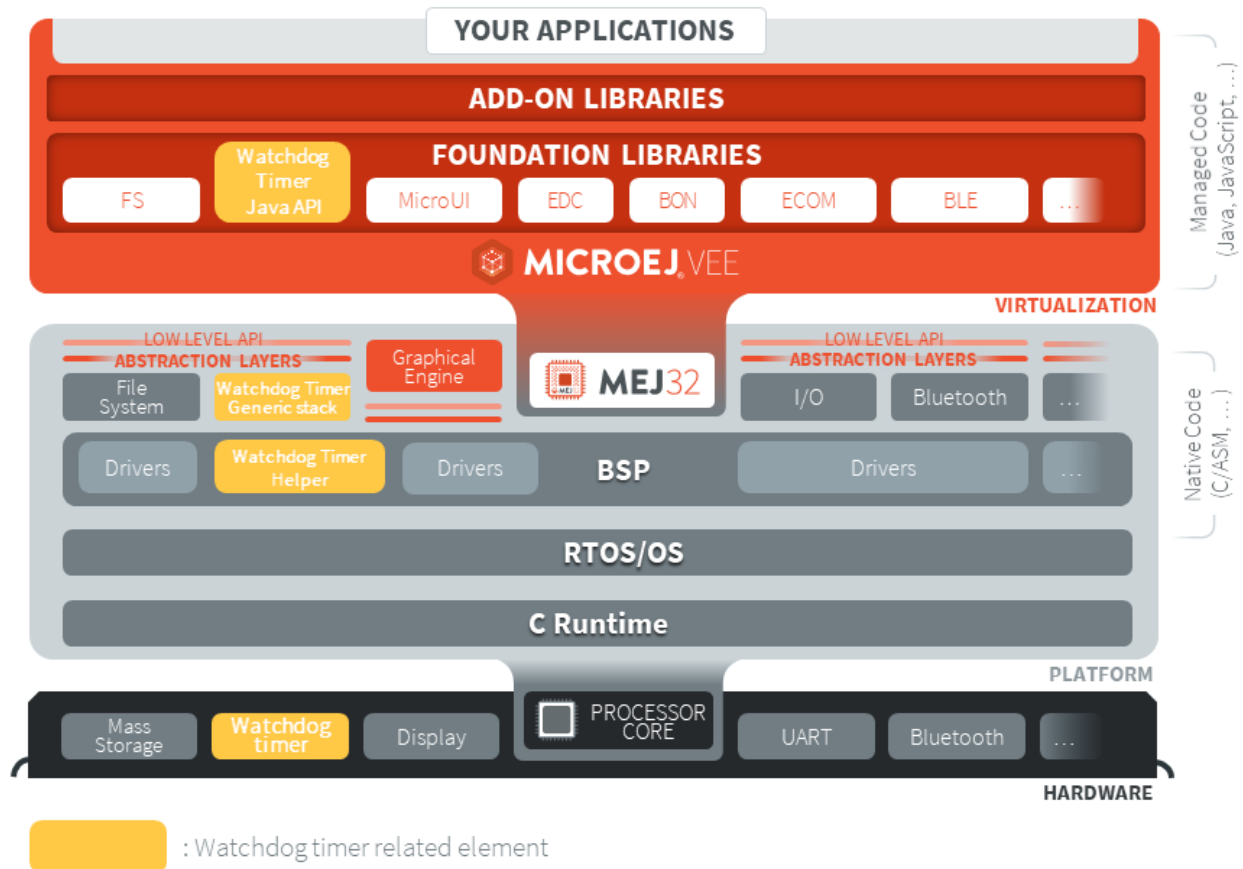 YOUR APPLICATIONS
ADD-ON LIBRARIES
FOUNDATION LIBRARIES
Watchdog
Timer
Java API
FS
MicroUI
EDC
BON
ECOM
BLE
...
MICROEJ® VEE
Managed Code
(Java, JavaScript, ...)
VIRTUALIZATION
LOW LEVEL API
ABSTRACTION LAYERS
File
System
Watchdog Timer
Generic stack
Graphical
Engine
MEJ32
MEJ32
LOW LEVEL API
ABSTRACTION LAYERS
I/O
Bluetooth
...
Native Code
(C/ASM, ...)
Drivers
Watchdog Timer
Helper
Drivers
BSP
Drivers
...
RTOS/OS
C Runtime
PLATFORM
Mass
Storage
Watchdog
timer
Display
PROCESSOR
CORE
UART
Bluetooth
...
HARDWARE
: Watchdog timer related element